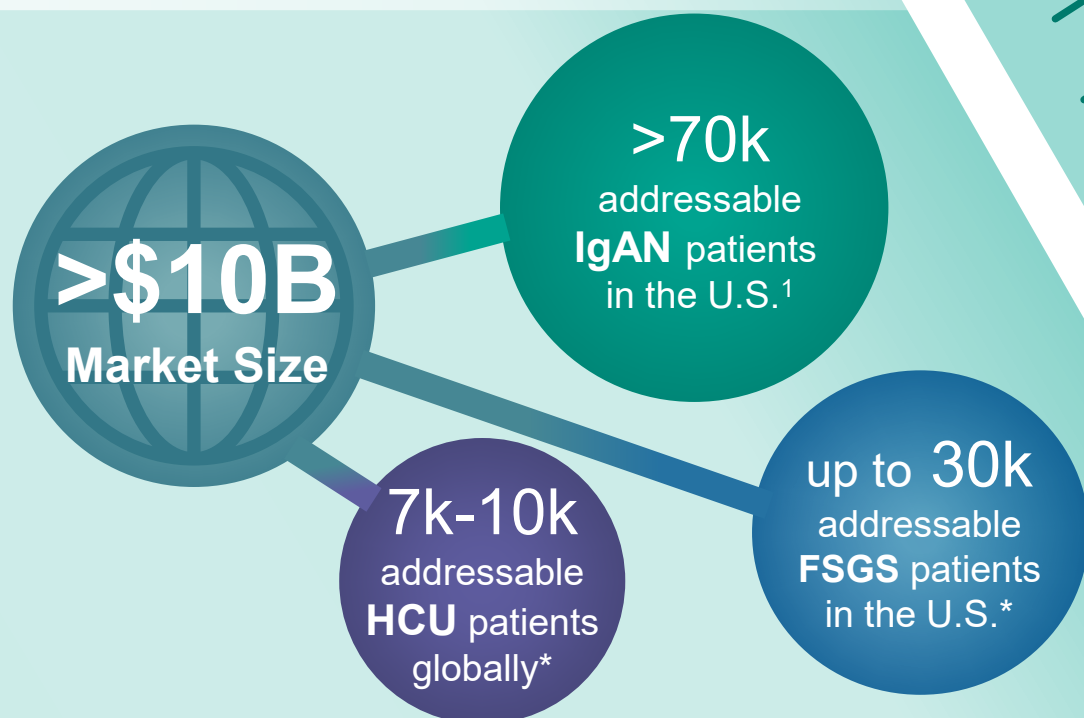 >$10B
Market Size
>70k
addressable
IgAN patients
in the U.S.1
7k-10k
addressable
HCU patients
globally*
up to 30k
addressable
FSGS patients
in the U.S.*